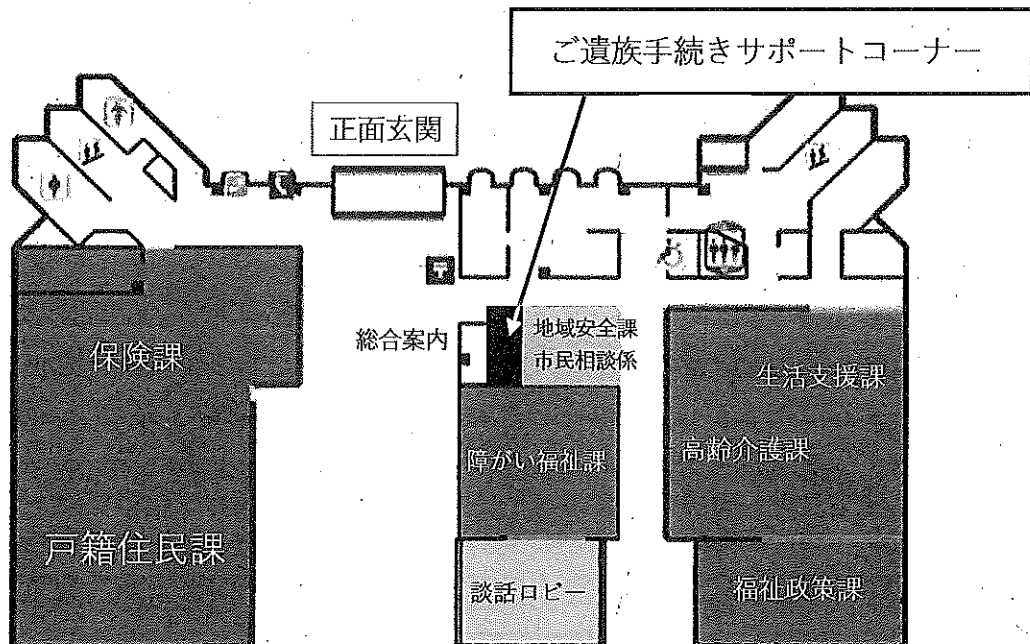 ご遺族手続きサポートコーナー
正面玄関
総合案内
地域安全課
市民相談係
保険課
生活支援課
障がい福祉課
高齢介護課
戸籍住民課
談話ロビー
福祉政策課